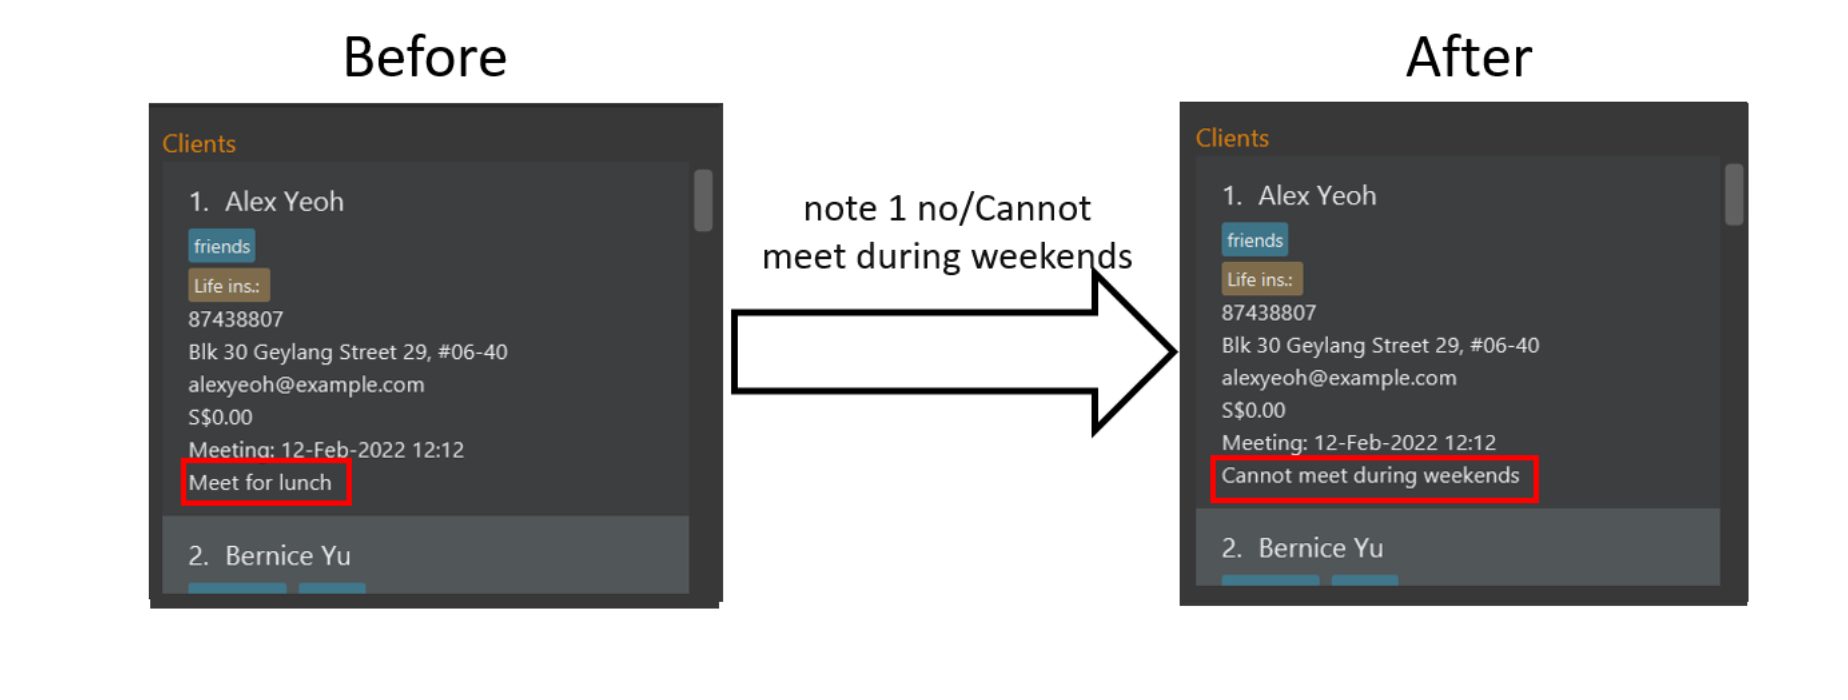 Before
After
Clients
1. Alex Yeoh
friends
Life ins.:
87438807
Blk 30 Geylang Street 29, #06-40
alexyeoh@example.com
S$0.00
Meeting: 12-Feb-2022 12:12
Meet for lunch
2. Bernice Yu
note 1 no/Cannot
meet during weekends
Clients
1. Alex Yeoh
friends
Life ins.:
87438807
Blk 30 Geylang Street 29, #06-40
alexyeoh@example.com
S$0.00
Meeting: 12-Feb-2022 12:12
Cannot meet during weekends
2. Bernice Yu